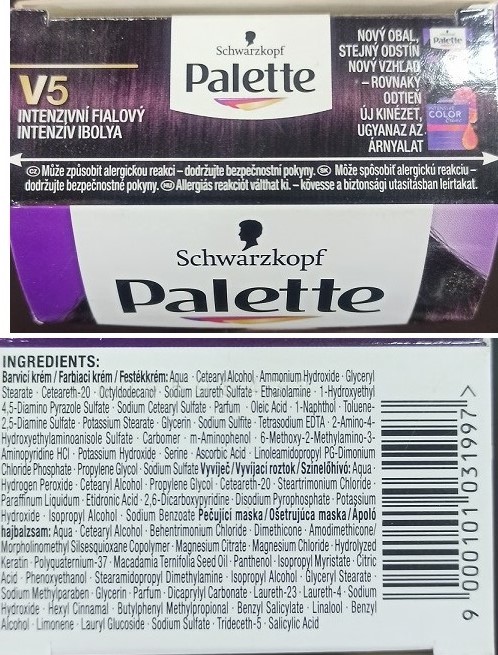 Schwarzkopf
Palette
V5
INTENZIVNÍ FIALOVÝ
INTENZÍV IBOLYA
NOVÝ OBAL,
STEJNÝ ODSTÍN
NOVÝ VZHĽAD
– ROVNAKÝ
ODTIEŇ
ÚJ KINÉZET,
UGYANAZ AZ
ÁRNYALAT
Palette
INTENSIVE
COLOR
CZ Může způsobit alergickou reakci – dodržujte bezpečnostní pokyny. SK Môže spôsobiť alergickú reakciu –
dodržujte bezpečnostné pokyny. HU Allergiás reakciót válthat ki. – kövesse a biztonsági utasításban leírtakat.
Schwarzkopf
Palette
INGREDIENTS:
Barvicí krém / Farbiaci krém / Festékkrém: Aqua · Cetearyl Alcohol · Ammonium Hydroxide · Glyceryl
Stearate · Ceteareth-20 · Octyldodecanol · Sodium Laureth Sulfate · Ethanolamine · 1-Hydroxyethyl
4,5-Diamino Pyrazole Sulfate · Sodium Cetearyl Sulfate · Parfum · Oleic Acid · 1-Naphthol · Toluene-
2,5-Diamine Sulfate · Potassium Stearate · Glycerin · Sodium Sulfite · Tetrasodium EDTA · 2-Amino-4-
Hydroxyethylaminoanisole Sulfate · Carbomer · m-Aminophenol · 6-Methoxy-2-Methylamino-3-
Aminopyridine HCl · Potassium Hydroxide · Serine · Ascorbic Acid · Linoleamidopropyl PG-Dimonium
Chloride Phosphate · Propylene Glycol · Sodium Sulfate Vyvíječ / Vyvíjací roztok / Színelőhívó: Aqua ·
Hydrogen Peroxide · Cetearyl Alcohol · Propylene Glycol · Ceteareth-20 · Steartrimonium Chloride ·
Paraffinum Liquidum · Etidronic Acid · 2,6-Dicarboxypyridine · Disodium Pyrophosphate · Potassium
Hydroxide · Isopropyl Alcohol · Sodium Benzoate Pečující maska / Ošetrujúca maska / Ápoló
hajbalzsam: Aqua · Cetearyl Alcohol · Behentrimonium Chloride · Dimethicone · Amodimethicone/
Morpholinomethyl Silsesquioxane Copolymer · Magnesium Citrate · Magnesium Chloride · Hydrolyzed
Keratin · Polyquaternium-37 · Macadamia Ternifolia Seed Oil · Panthenol · Isopropyl Myristate · Citric
Acid · Phenoxyethanol · Stearamidopropyl Dimethylamine · Isopropyl Alcohol · Glyceryl Stearate ·
Sodium Methylparaben · Glycerin · Parfum · Dicaprylyl Carbonate · Laureth-23 · Laureth-4 · Sodium
Hydroxide · Hexyl Cinnamal · Butylphenyl Methylpropional · Benzyl Salicylate · Linalool · Benzyl
Alcohol · Limonene · Lauryl Glucoside · Sodium Sulfate · Trideceth-5 · Salicylic Acid
9 000101 031997 >